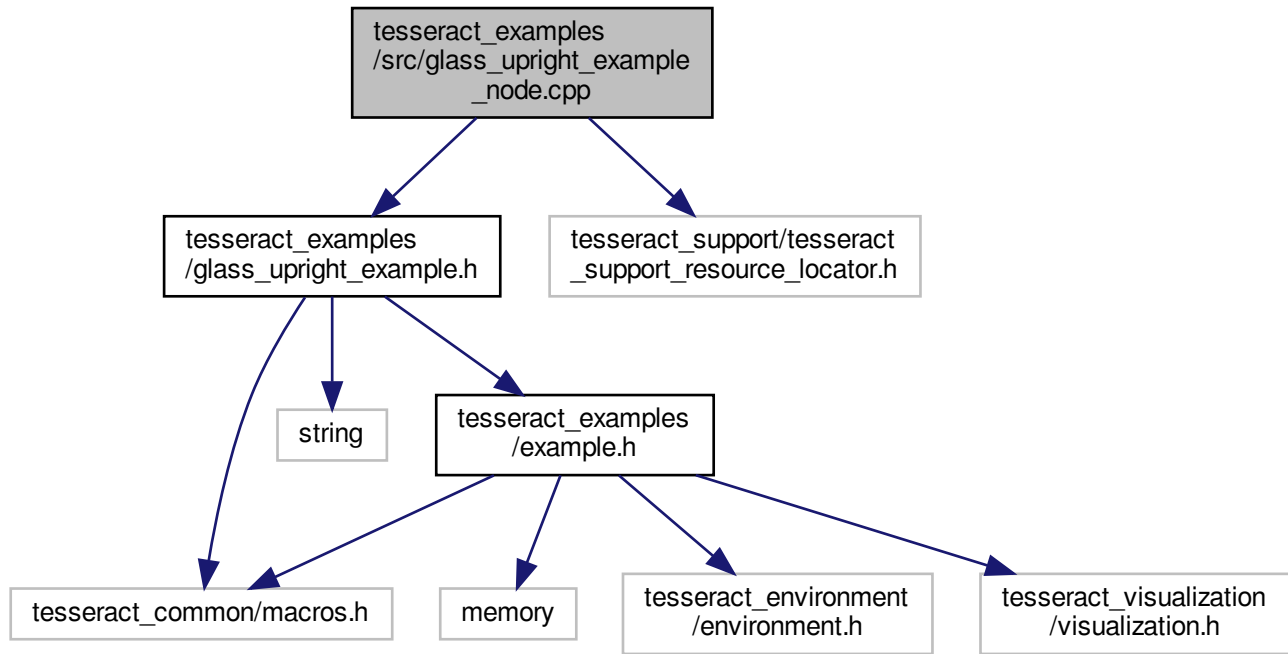 tesseract_examples
/src/glass_upright_example
_node.cpp
tesseract_examples
/glass_upright_example.h
tesseract_support/tesseract
_support_resource_locator.h
string
tesseract_examples
/example.h
tesseract_common/macros.h
memory
tesseract_environment
/environment.h
tesseract_visualization
/visualization.h